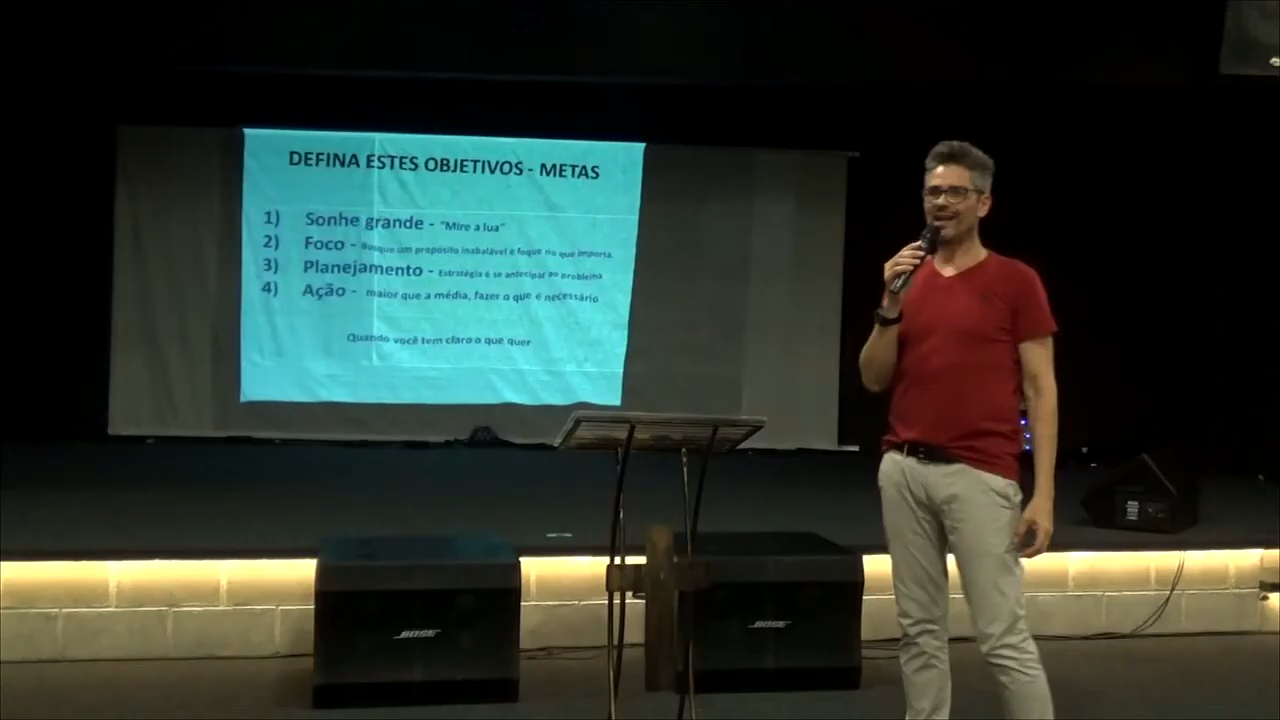 DEFINA ESTES OBJETIVOS - METAS
1) Sonhe grande - "Mire a lua"
2) Foco - Busque um propósito inabalável e foque no que importa.
3) Planejamento - Estratégia é se antecipar ao problema
4) Ação - maior que a média, fazer o que é necessário
Quando você tem claro o que quer
BOSE
BOSE